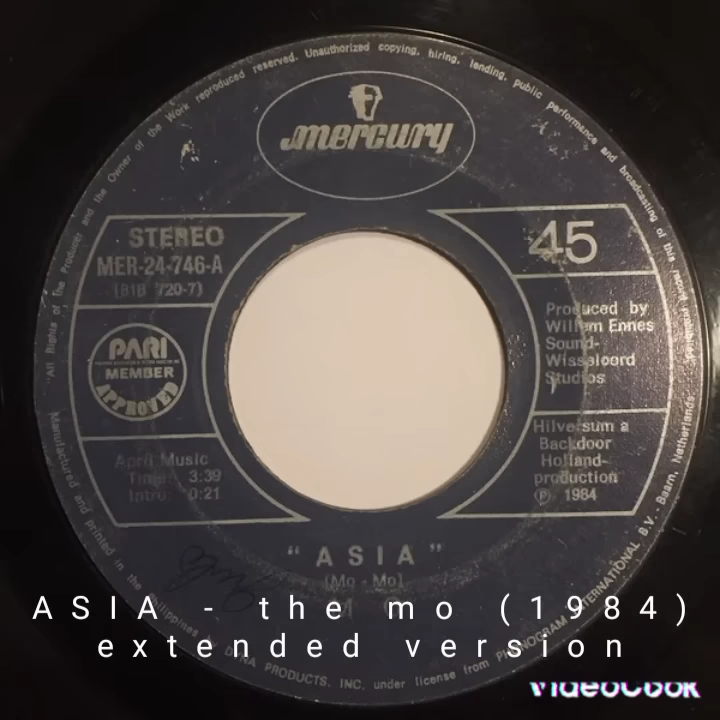 "All Rights of the Producer and the Owner of the Work reproduced reserved. Unauthorized copying, hiring, lending, public performance and broadcasting of this record prohibited.
mercury
STEREO
MER-24-746-A
(818 720-7)
45
Produced by
Willem Ennes
Sound-
Wisseloord
Studios
PARI
MEMBER
APPROVED
Hilversum a
Backdoor
Holland-
production
℗ 1984
April Music
Time: 3:39
Intro: 0:21
"ASIA"
(Mo - Mo)
M O
ASIA - the mo (1984)
extended version
Manufactured and printed in the Philippines by DYNA PRODUCTS, INC. under license from PHONOGRAM INTERNATIONAL B.V. - Baarn, Netherlands.
VideoCook